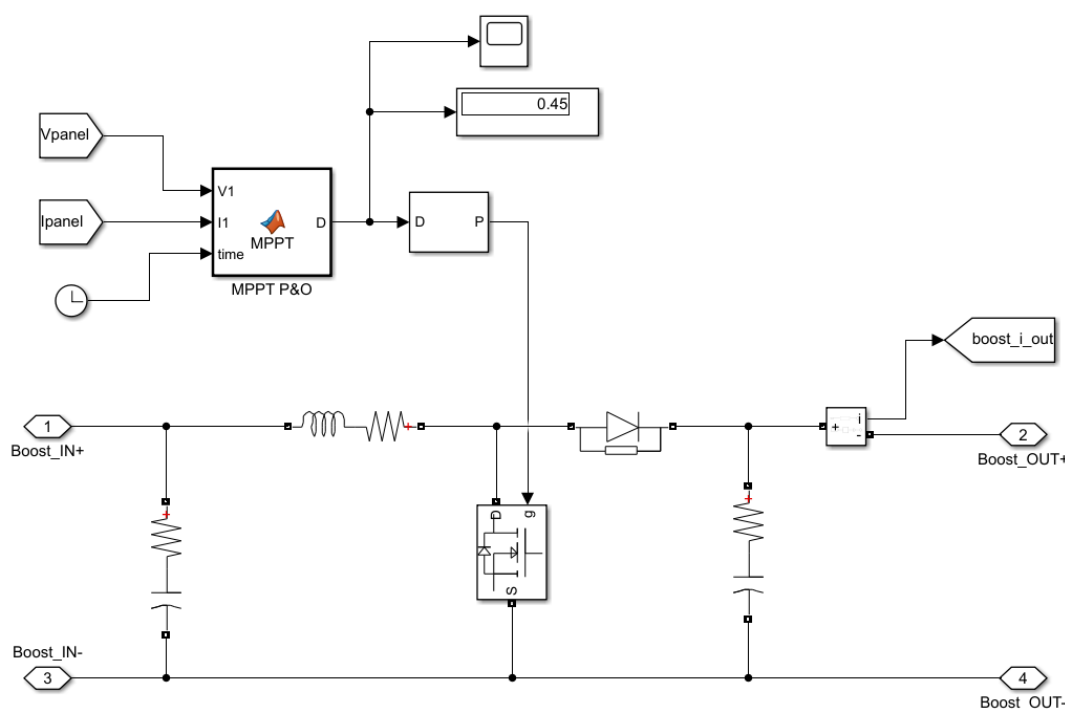 0.45
Vpanel
V1
Ipanel
I1
D
D
P
MPPT
time
MPPT P&O
boost_i_out
i
+
-
1
2
Boost_IN+
Boost_OUT+
+
+
+
D
g
S
Boost_IN-
3
4
Boost_OUT-